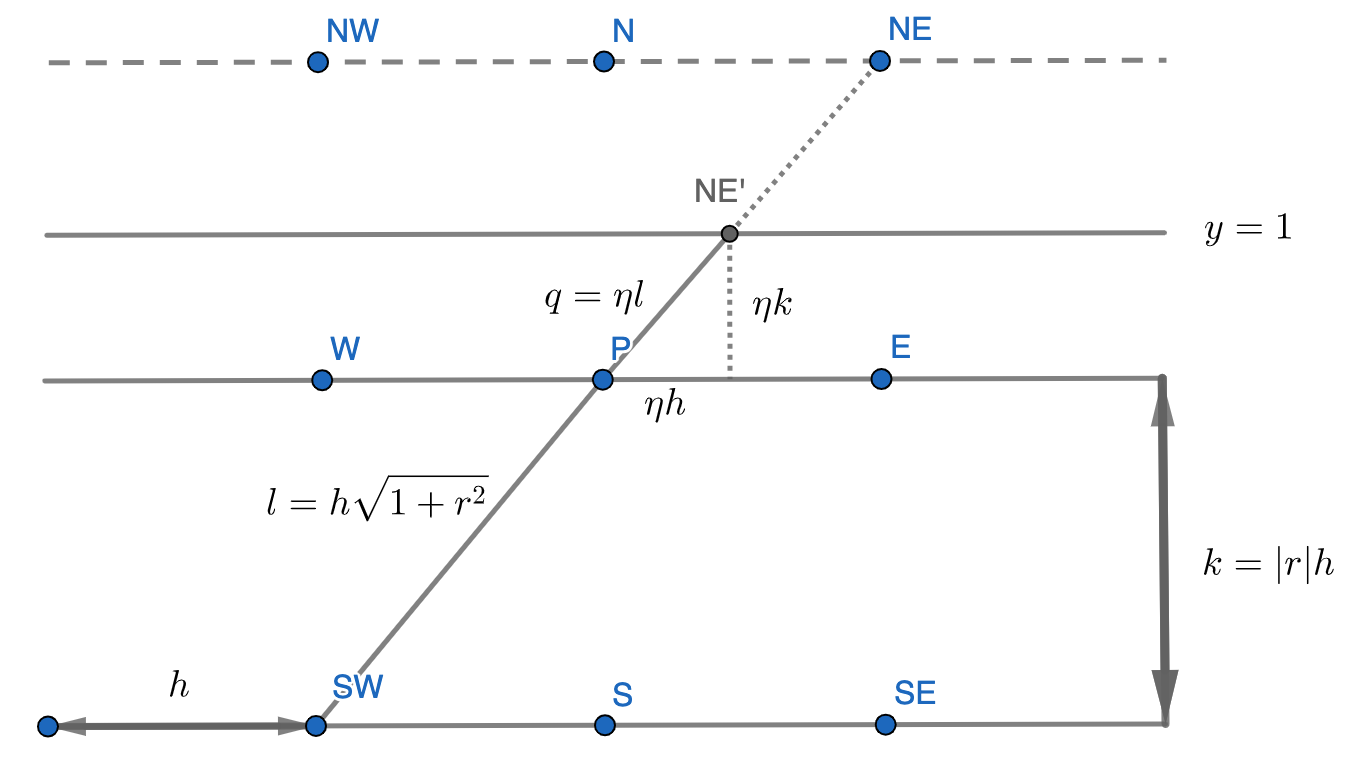 NW N NE
NE'
y = 1
q = ηl
ηk
W P E
ηh
l = h√(1 + r²)
k = |r|h
h
SW S SE